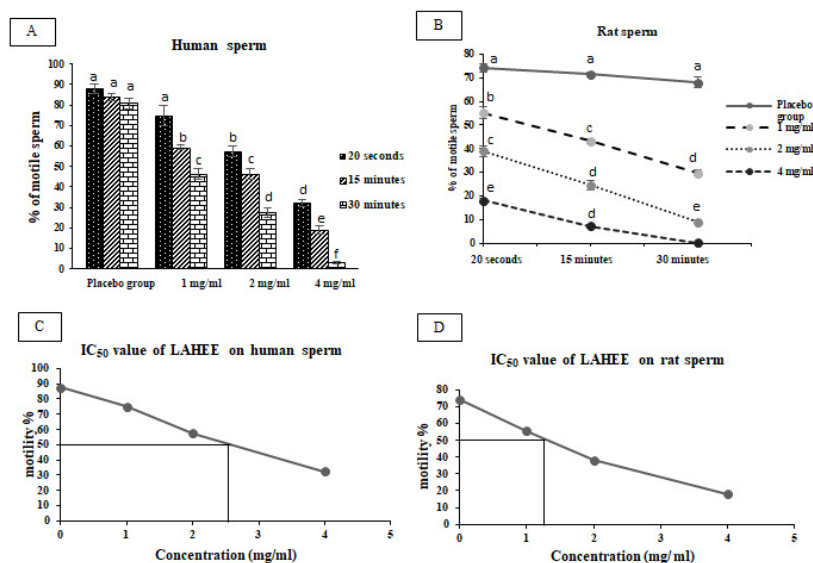 A
Human sperm
% of motile sperm
100
90
80
70
60
50
40
30
20
10
0
a a a
a b c
b c d
d e f
20 seconds
15 minutes
30 minutes
Placebo group 1 mg/ml 2 mg/ml 4 mg/ml
B
Rat sperm
% of motile sperm
80
70
60
50
40
30
20
10
0
a a a
b c d
c d e
e d
20 seconds 15 minutes 30 minutes
Placebo
group
1 mg/ml
2 mg/ml
4 mg/ml
C
IC50 value of LAHEE on human sperm
motility %
100
90
80
70
60
50
40
30
20
10
0
0 1 2 3 4 5
Concentration (mg/ml)
D
IC50 value of LAHEE on rat sperm
motility %
80
70
60
50
40
30
20
10
0
0 1 2 3 4 5
Concentration (mg/ ml)